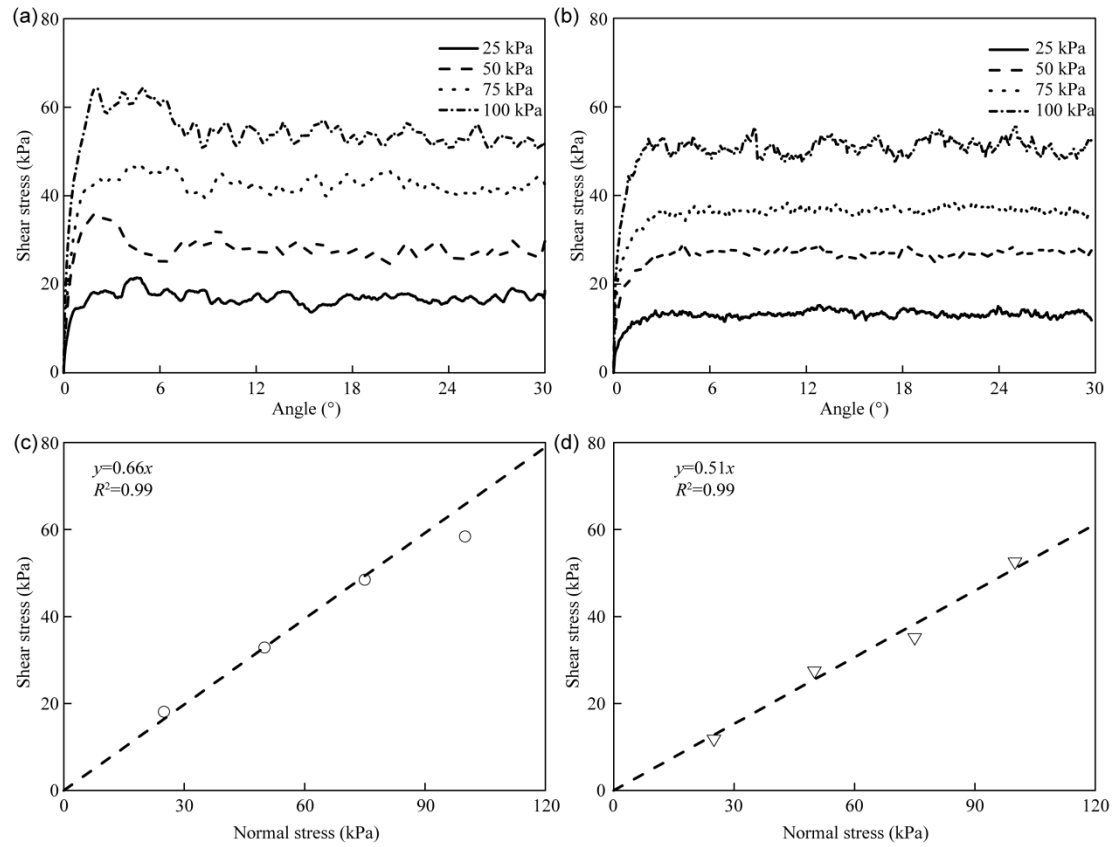 (a)
80
60
40
20
0
Shear stress (kPa)
25 kPa
50 kPa
75 kPa
100 kPa
0 6 12 18 24 30
Angle (°)
(b)
80
60
40
20
0
Shear stress (kPa)
25 kPa
50 kPa
75 kPa
100 kPa
0 6 12 18 24 30
Angle (°)
(c)
80
60
40
20
0
Shear stress (kPa)
y=0.66x
R²=0.99
0 30 60 90 120
Normal stress (kPa)
(d)
80
60
40
20
0
Shear stress (kPa)
y=0.51x
R²=0.99
0 30 60 90 120
Normal stress (kPa)